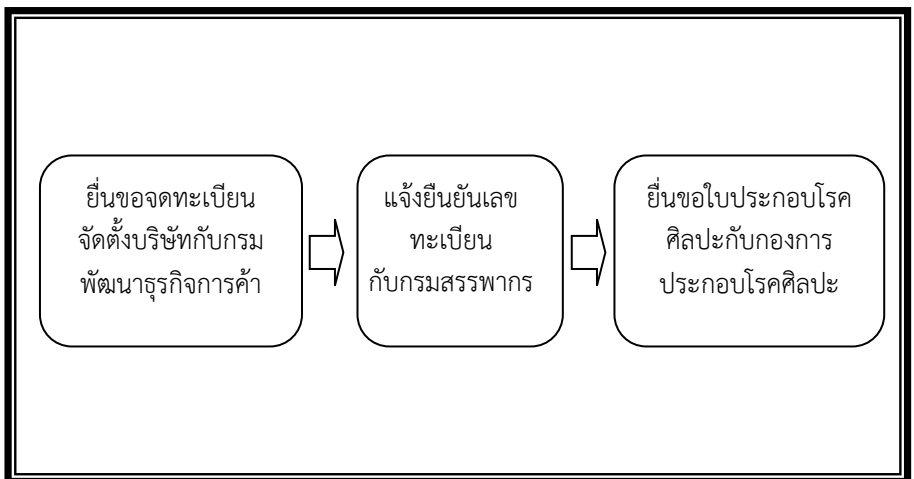 ยื่นขอจดทะเบียน
จัดตั้งบริษัทกับกรม
พัฒนาธุรกิจการค้า
แจ้งยืนยันเลข
ทะเบียน
กับกรมสรรพากร
ยื่นขอใบประกอบโรค
ศิลปะกับกองการ
ประกอบโรคศิลปะ